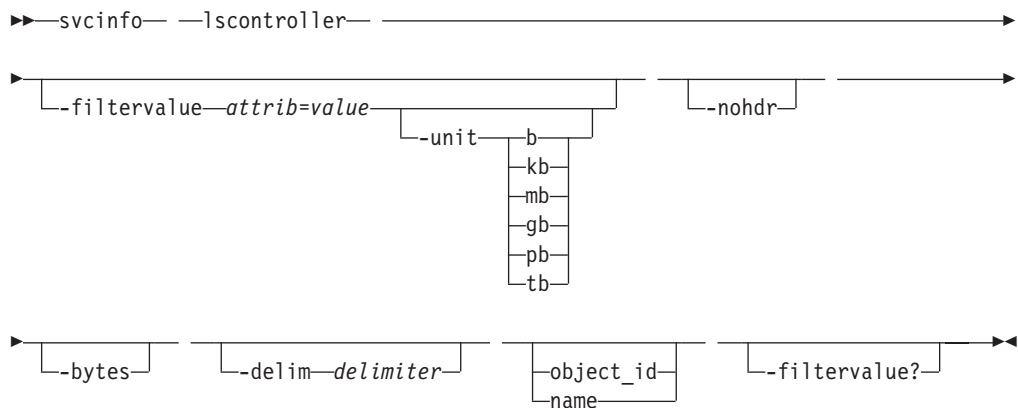 svcinfo lscontroller
-filtervalue attrib=value -nohdr
-unit b
kb
mb
gb
pb
tb
-bytes -delim delimiter object_id -filtervalue?
name